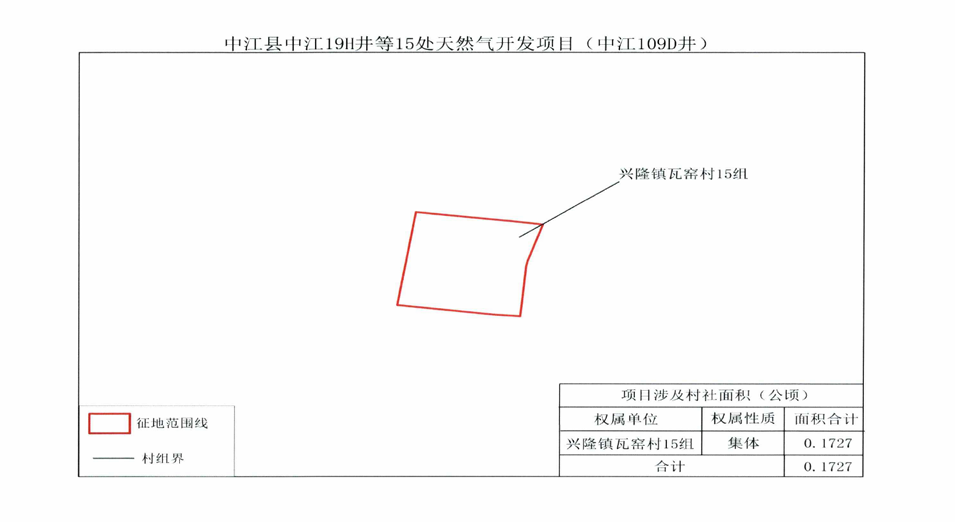 中江县中江19H井等15处天然气开发项目（中江109D井）
兴隆镇瓦窑村15组
项目涉及村社面积（公顷）
权属单位 权属性质 面积合计
兴隆镇瓦窑村15组 集体 0.1727
合计 0.1727
征地范围线
村组界